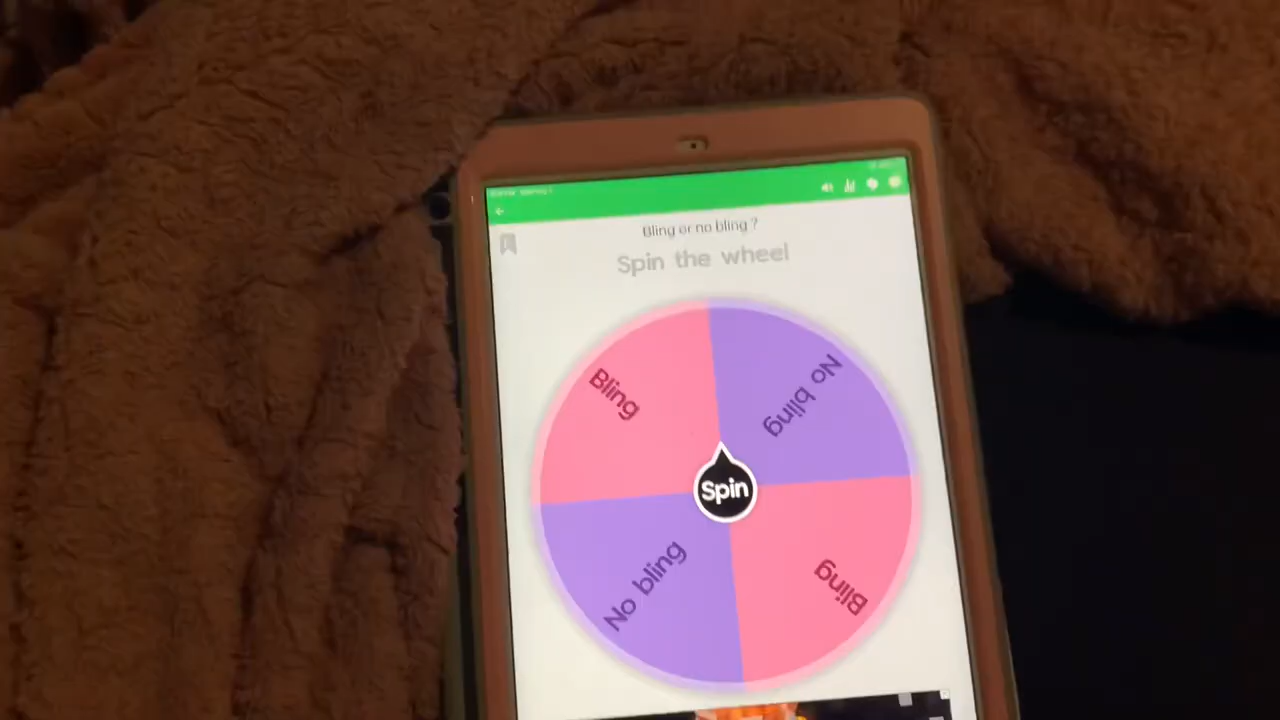 Bling or no bling ?
Spin the wheel
Bling
No bling
Spin
No bling
Bling